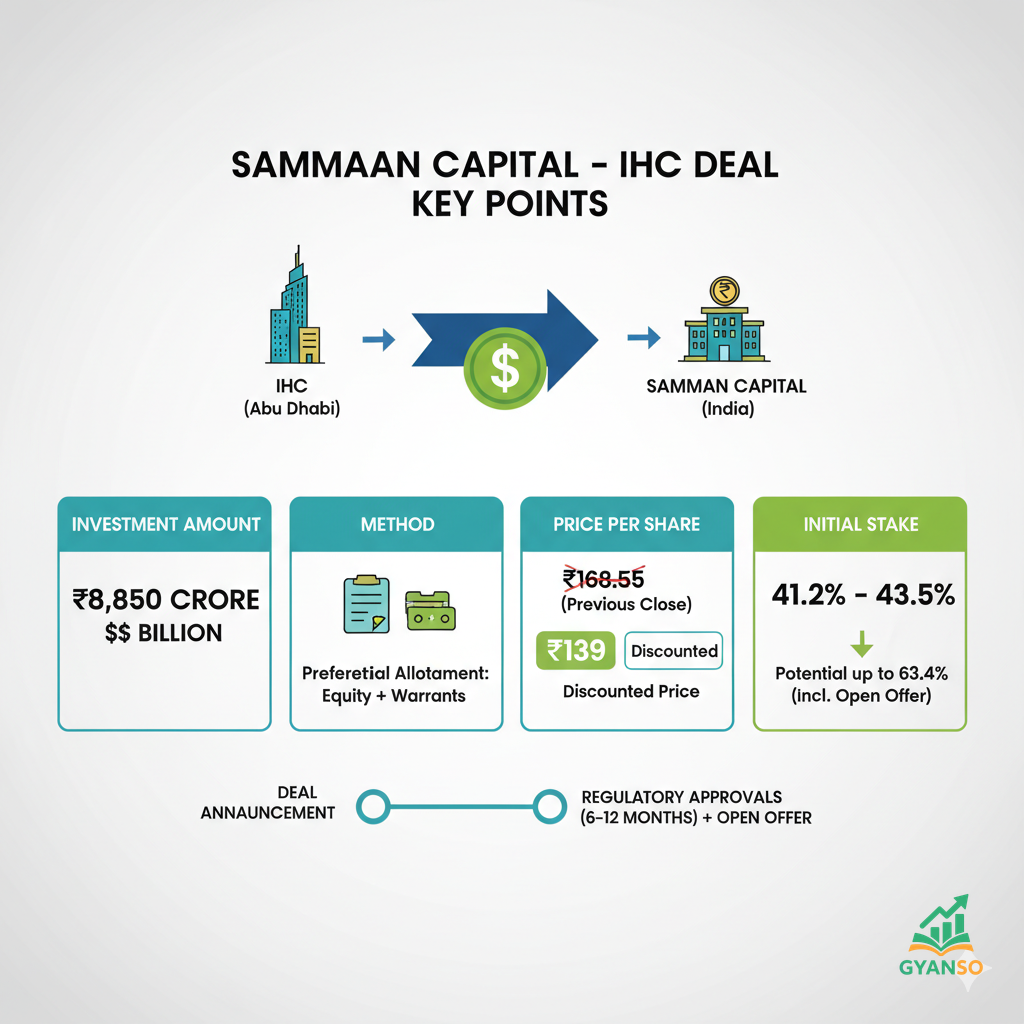 SAMMAAN CAPITAL – IHC DEAL
KEY POINTS
$
₹
IHC
(Abu Dhabi)
SAMMAN CAPITAL
(India)
INVESTMENT AMOUNT
₹8,850 CRORE
$$ BILLION
METHOD
Preferetial Allotament:
Equity + Warrants
PRICE PER SHARE
₹168.55
(Previous Close)
₹139
Discounted
Discounted Price
INITIAL STAKE
41.2% – 43.5%
Potential up to 63.4%
(Incl. Open Offer)
DEAL
ANNAUNCEMENT
REGULATORY APPROVALS
(6–12 MONTHS) + OPEN OFFER
GYANSO